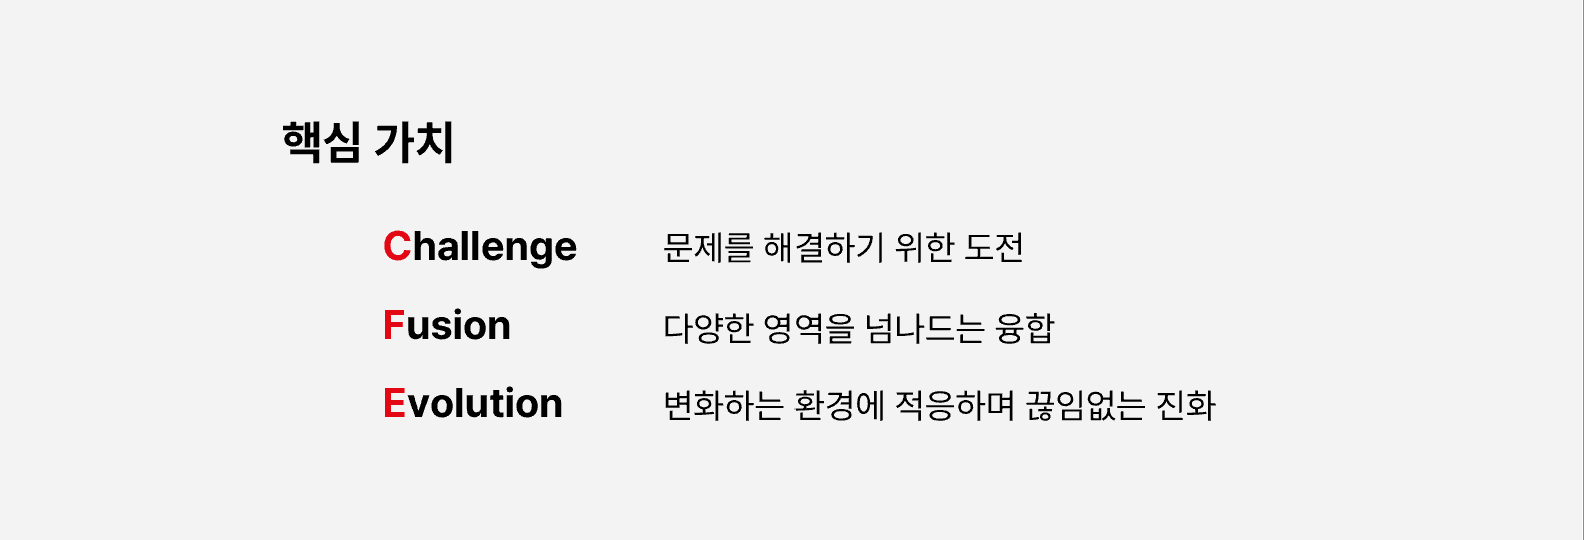 핵심 가치
Challenge 문제를 해결하기 위한 도전
Fusion 다양한 영역을 넘나드는 융합
Evolution 변화하는 환경에 적응하며 끊임없는 진화